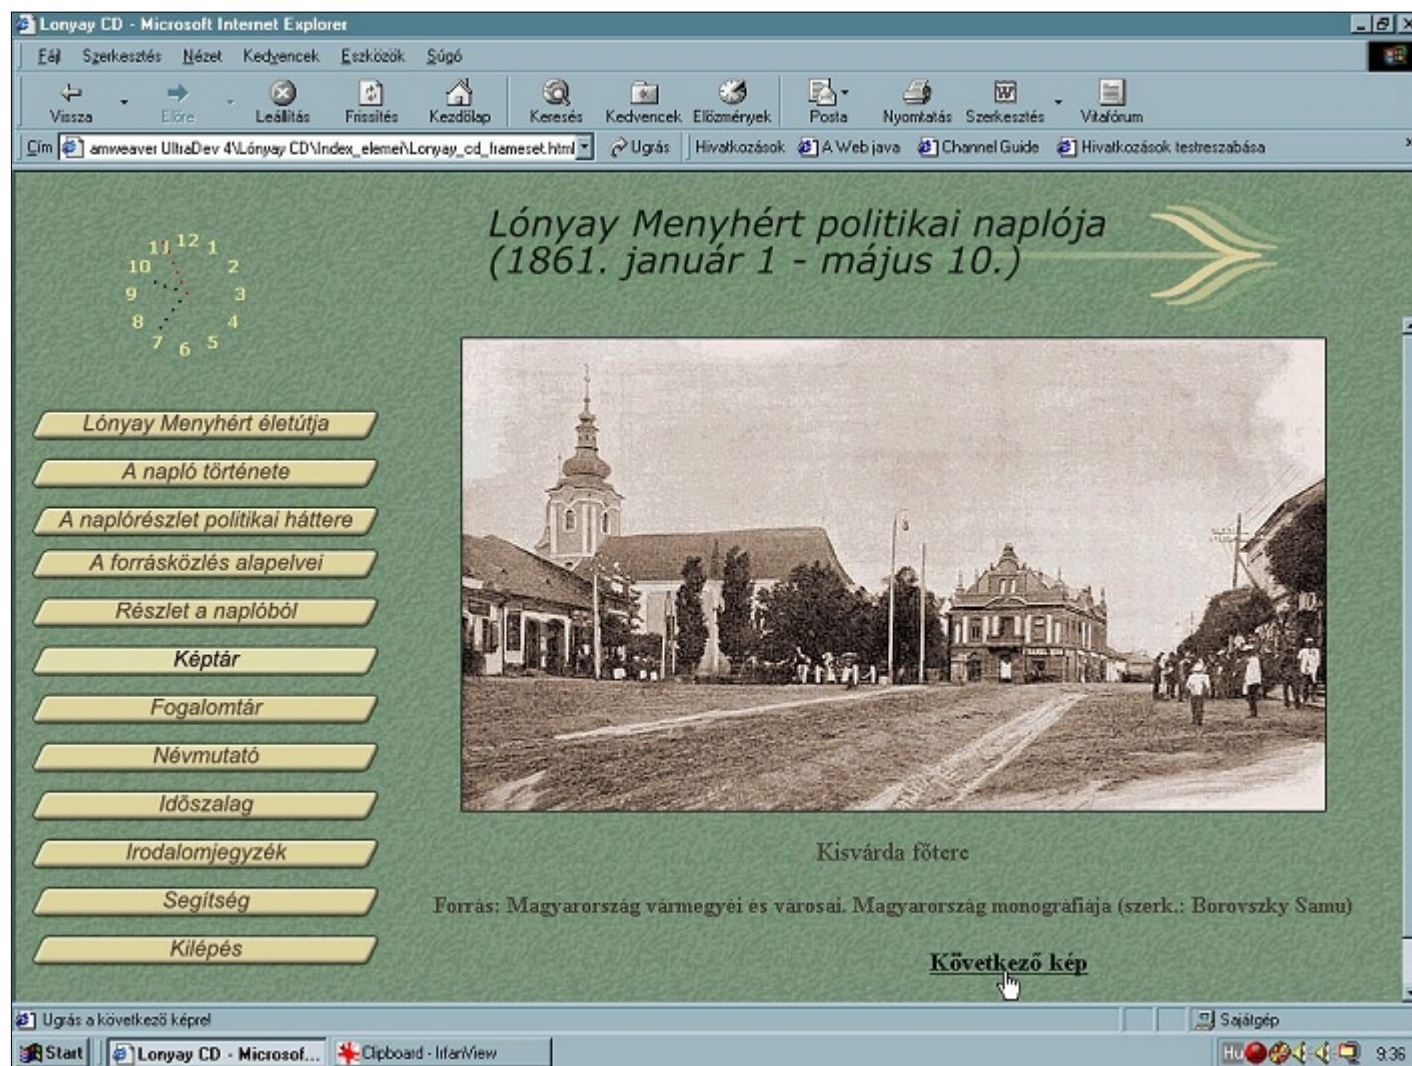 Lonyay CD - Microsoft Internet Explorer
Fájl Szerkesztés Nézet Kedvencek Eszközök Súgó
Vissza Előre Leállítás Frissítés Kezdőlap Keresés Kedvencek Előzmények Posta Nyomtatás Szerkesztés Vitafórum
Cím amweaver UltraDev 4\Lónyay CD\Index_elemei\Lonyay_cd_frameset.html Ugrás Hivatkozások A Web java Channel Guide Hivatkozások testreszabása
Lónyay Menyhért politikai naplója
(1861. január 1 - május 10.)
12 1 2 3 4 5 6 7 8 9 10 11
Lónyay Menyhért életútja
A napló története
A naplórészlet politikai háttere
A forrásközlés alapelvei
Részlet a naplóból
Képtár
Fogalomtár
Névmutató
Időszalag
Irodalomjegyzék
Segítség
Kilépés
Kisvárda főtere
Forrás: Magyarország vármegyéi és városai. Magyarország monográfiája (szerk.: Borovszky Samu)
Következő kép
Ugrás a következő képre! Sajátgép
Start Lonyay CD - Microsof... Clipboard - IrfanView Hu 9:36